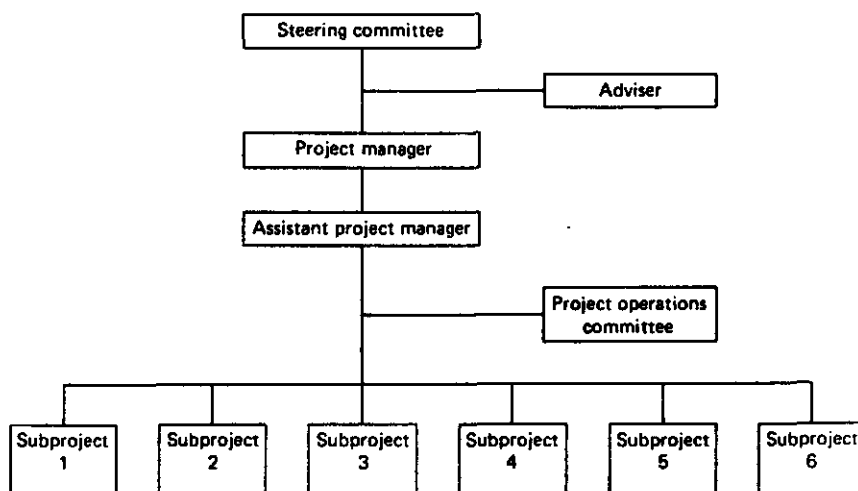 Steering committee
Adviser
Project manager
Assistant project manager
Project operations
committee
Subproject
1
Subproject
2
Subproject
3
Subproject
4
Subproject
5
Subproject
6